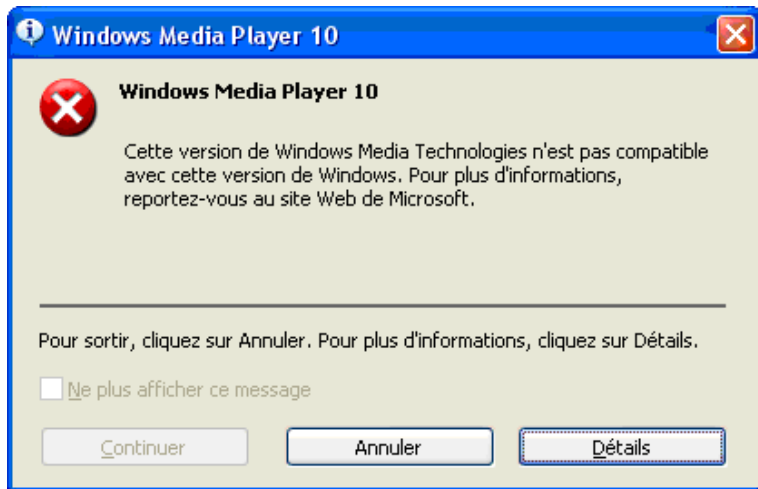 Windows Media Player 10
Windows Media Player 10
Cette version de Windows Media Technologies n'est pas compatible
avec cette version de Windows. Pour plus d'informations,
reportez-vous au site Web de Microsoft.
Pour sortir, cliquez sur Annuler. Pour plus d'informations, cliquez sur Détails.
Ne plus afficher ce message
Continuer Annuler Détails